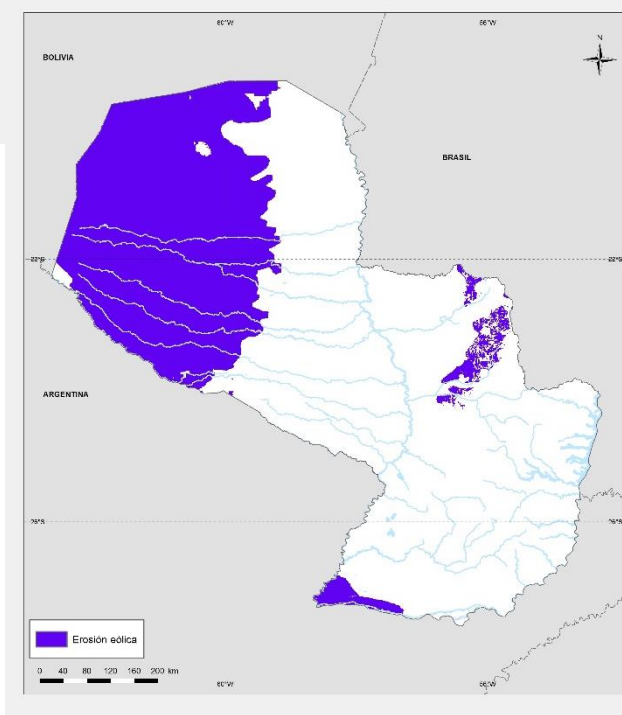 60°W 56°W
N
BOLIVIA
BRASIL
22°S 22°S
ARGENTINA
26°S 26°S
Erosión eólica
0 40 80 120 160 200 km
60°W 56°W